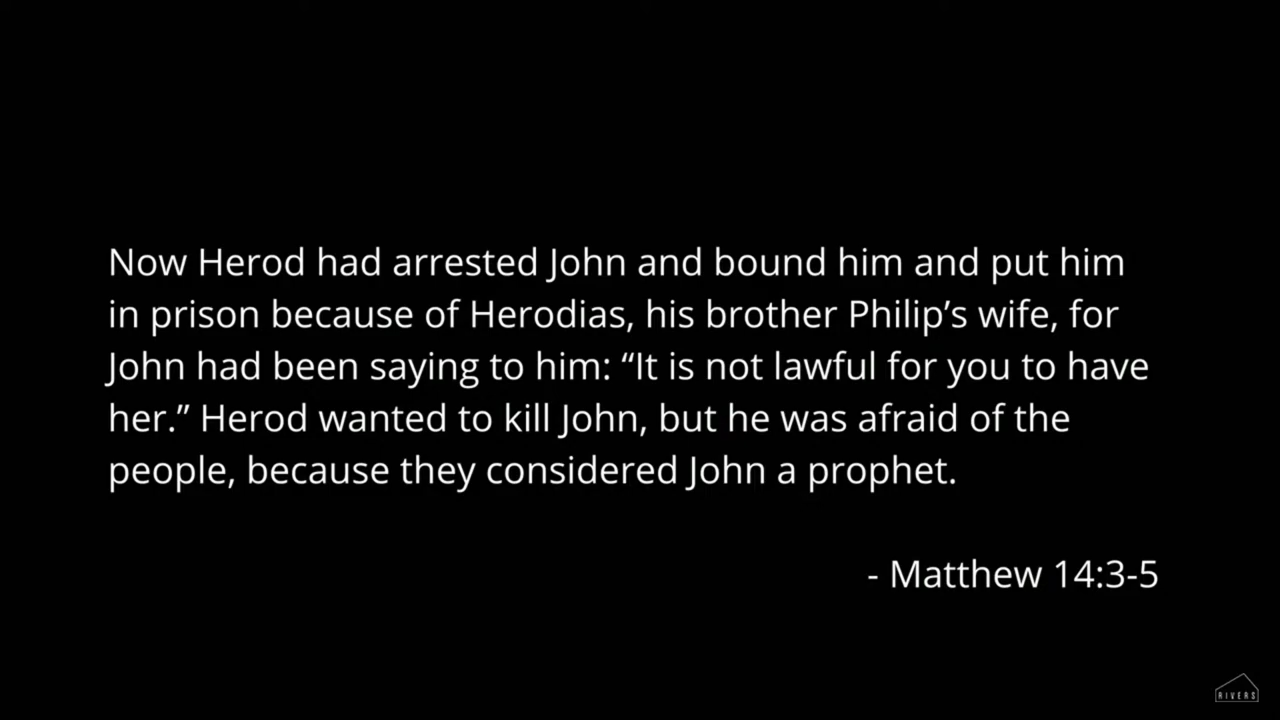 Now Herod had arrested John and bound him and put him
in prison because of Herodias, his brother Philip’s wife, for
John had been saying to him: “It is not lawful for you to have
her.” Herod wanted to kill John, but he was afraid of the
people, because they considered John a prophet.
- Matthew 14:3-5
RIVERS